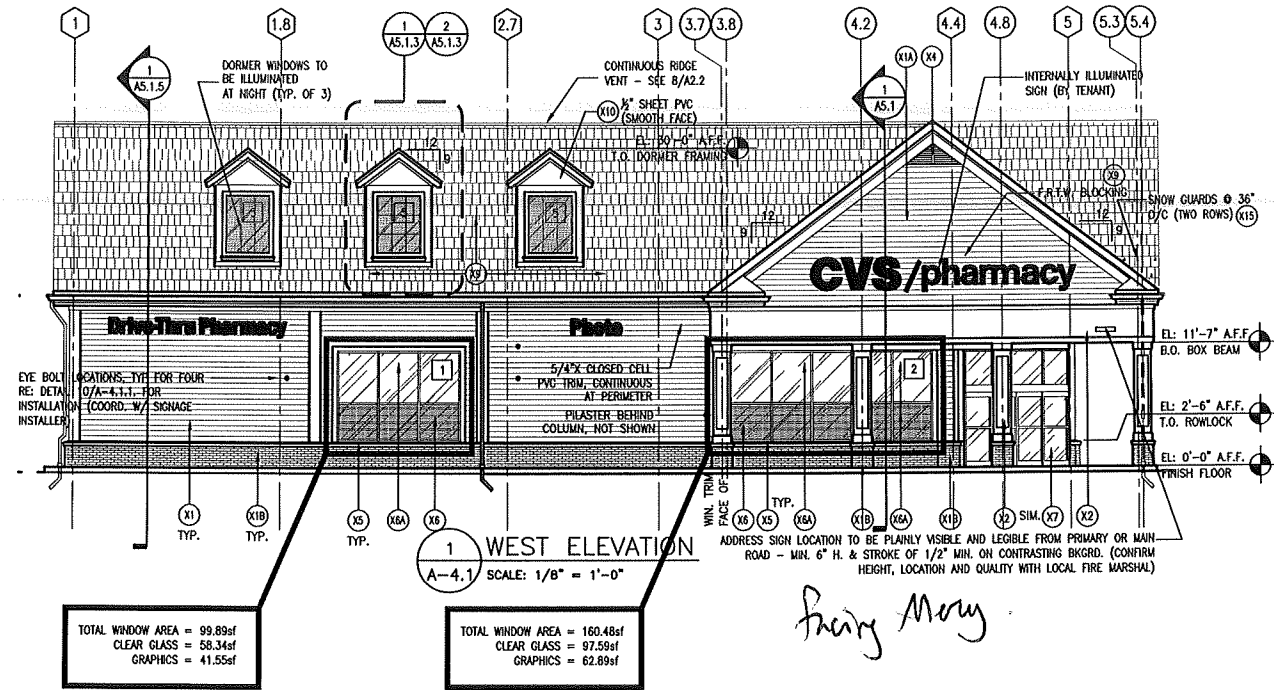 1
1.8
1
A5.1.3
2
A5.1.3
2.7
3
3.7
3.8
4.2
4.4
4.8
5
5.3
5.4
1
A5.1.5
DORMER WINDOWS TO
BE ILLUMINATED
AT NIGHT (TYP. OF 3)
CONTINUOUS RIDGE
VENT - SEE 8/A2.2
X10
½" SHEET PVC
(SMOOTH FACE)
EL: 30'-0" A.F.F.
T.O. DORMER FRAMING
1
A5.1
X1A
X4
INTERNALLY ILLUMINATED
SIGN (BY TENANT)
12
9
X9
F.R.T.W. BLOCKING
X9
SNOW GUARDS @ 36"
O/C (TWO ROWS)
X15
12
9
12
9
CVS/pharmacy
Drive-Thru Pharmacy
Photo
EYE BOLT LOCATIONS, TYP FOR FOUR
RE: DETAIL /A-4.1.1. FOR
INSTALLATION (COORD. W/ SIGNAGE
INSTALLER
1
5/4"X CLOSED CELL
PVC TRIM, CONTINUOUS
AT PERIMETER
PILASTER BEHIND
COLUMN, NOT SHOWN
2
EL: 11'-7" A.F.F.
B.O. BOX BEAM
EL: 2'-6" A.F.F.
T.O. ROWLOCK
EL: 0'-0" A.F.F.
FINISH FLOOR
X1
TYP.
X1B
TYP.
X5
TYP.
X6A
X6
WIN. TRIM
FACE OF
X6
X5
TYP.
X6A
X1B
X6A
X1B
X2
SIM.
X7
X2
1
A-4.1
WEST ELEVATION
SCALE: 1/8" = 1'-0"
ADDRESS SIGN LOCATION TO BE PLAINLY VISIBLE AND LEGIBLE FROM PRIMARY OR MAIN
ROAD - MIN. 6" H. & STROKE OF 1/2" MIN. ON CONTRASTING BKGRD. (CONFIRM
HEIGHT, LOCATION AND QUALITY WITH LOCAL FIRE MARSHAL)
facing
TOTAL WINDOW AREA = 99.89sf
CLEAR GLASS = 58.34sf
GRAPHICS = 41.55sf
TOTAL WINDOW AREA = 160.48sf
CLEAR GLASS = 97.59sf
GRAPHICS = 62.89sf